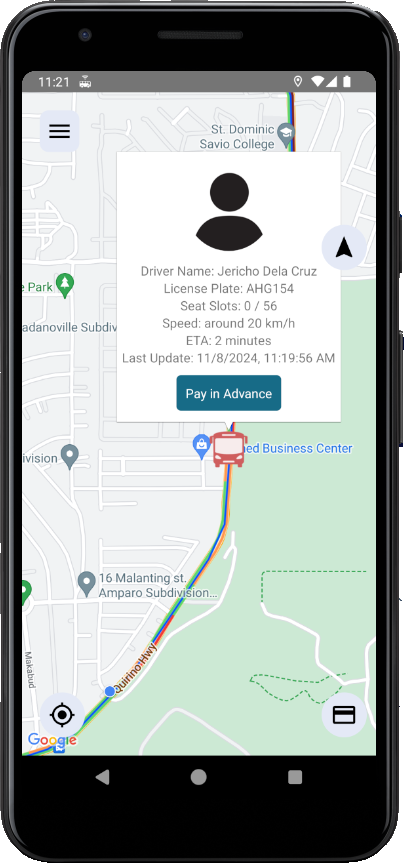 11:21
St. Dominic
Savio College
Driver Name: Jericho Dela Cruz
License Plate: AHG154
Seat Slots: 0 / 56
Speed: around 20 km/h
ETA: 2 minutes
Last Update: 11/8/2024, 11:19:56 AM
Pay in Advance
e Park
adanoville Subdiv
ed Business Center
ivision
16 Malanting st.
Amparo Subdivision...
Quirino Hwy
Makabud
Google